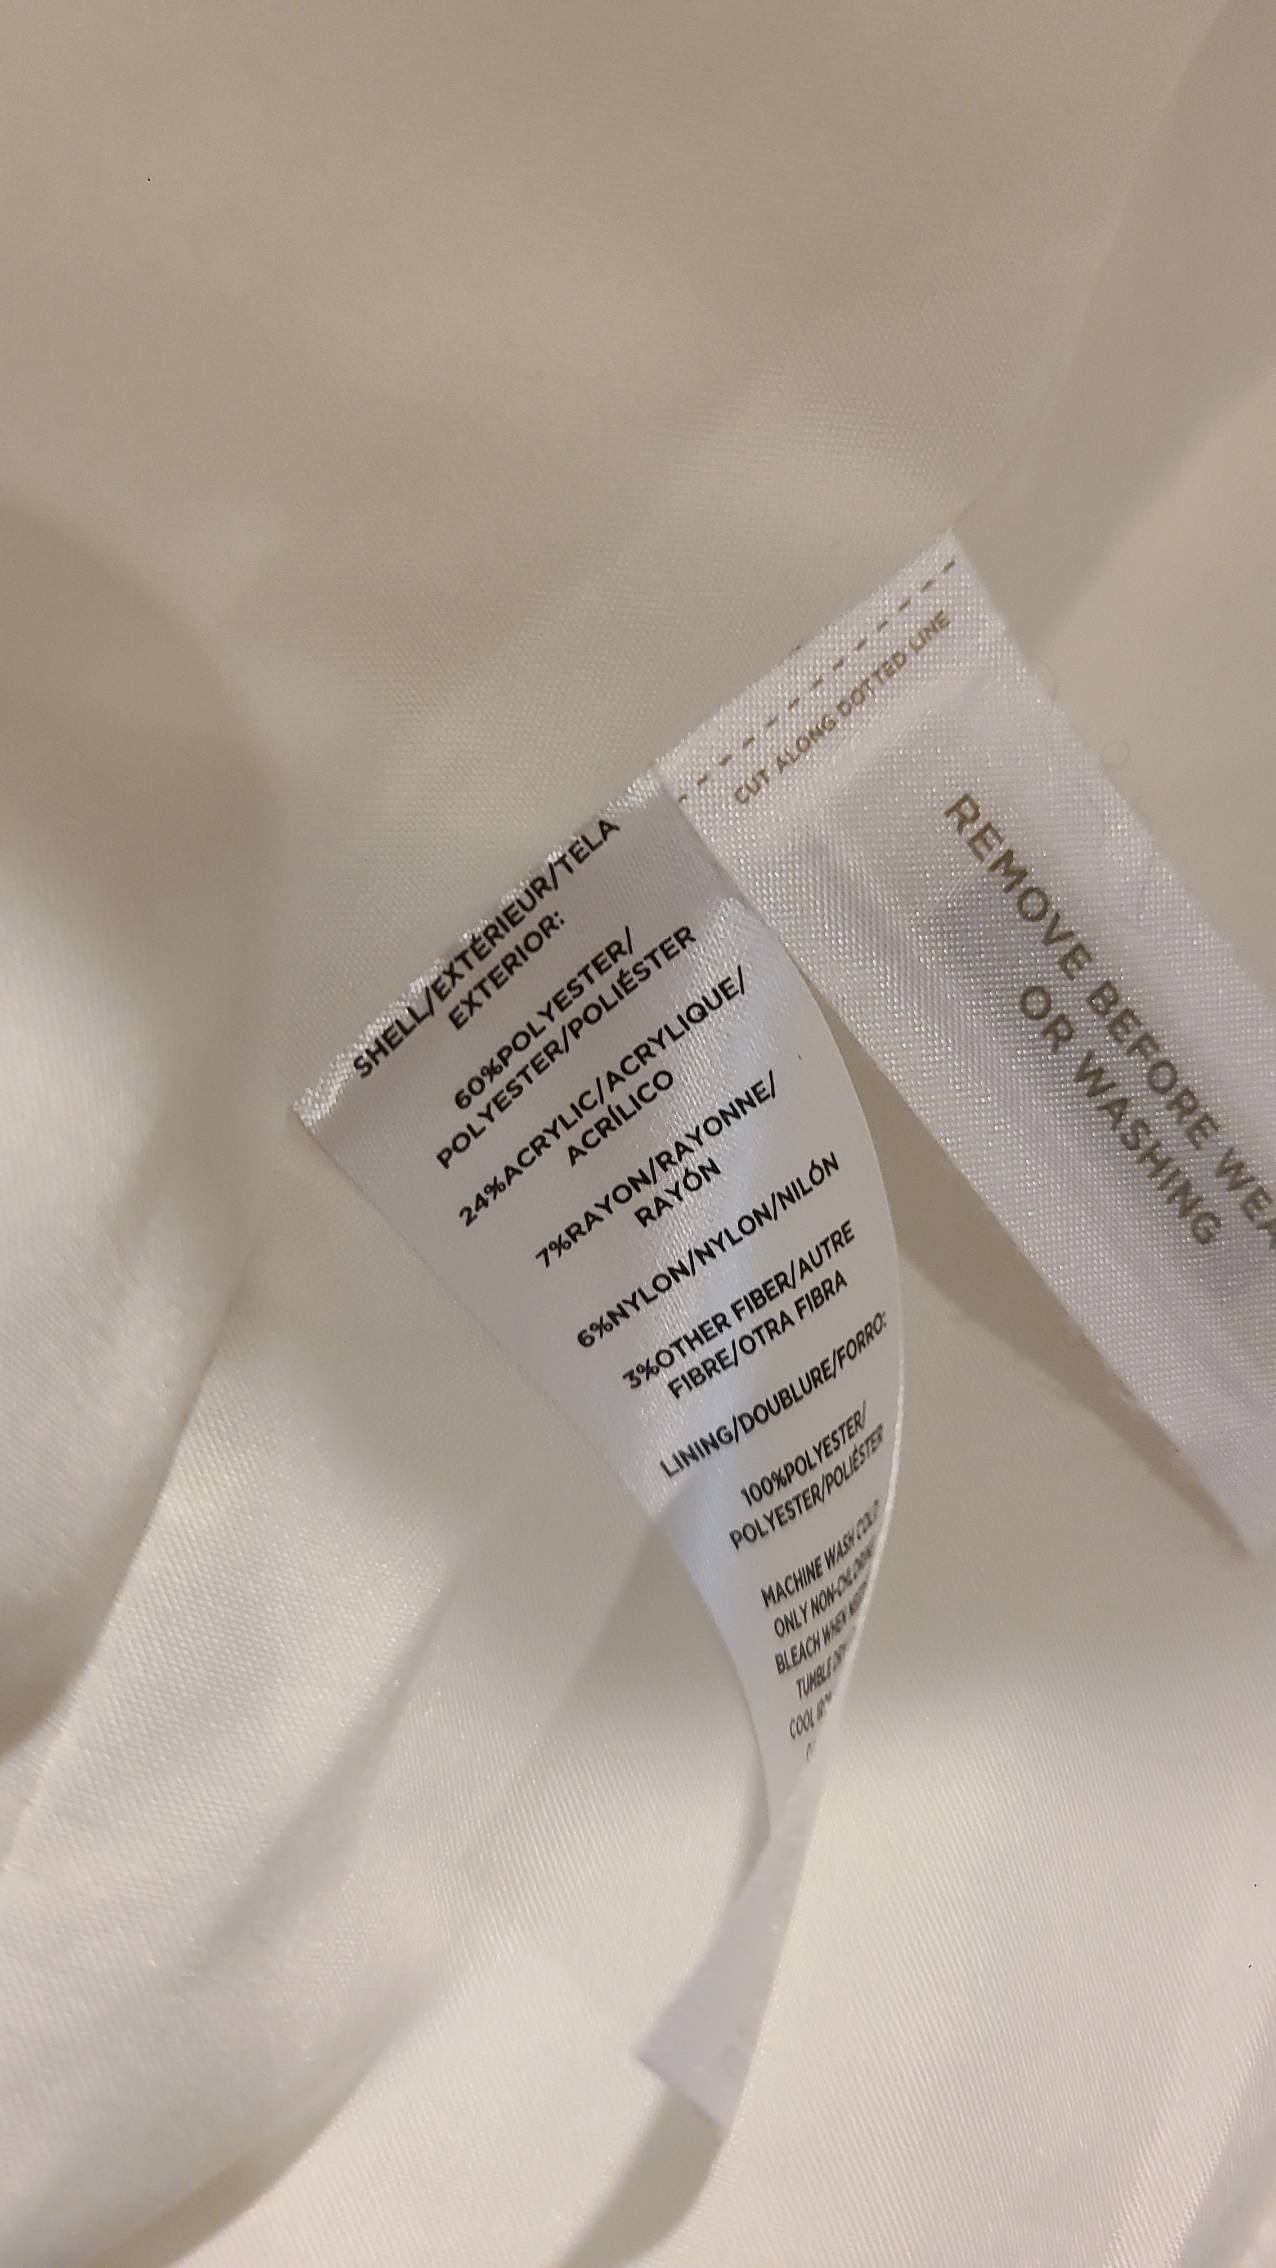 SHELL/EXTÉRIEUR/TELA
EXTERIOR:
60%POLYESTER/
POLYESTER/POLIÉSTER
24%ACRYLIC/ACRYLIQUE/
ACRÍLICO
7%RAYON/RAYONNE/
RAYÓN
6%NYLON/NYLON/NILÓN
3%OTHER FIBER/AUTRE
FIBRE/OTRA FIBRA
LINING/DOUBLURE/FORRO:
100%POLYESTER/
POLYESTER/POLIÉSTER
MACHINE WASH COLD
ONLY NON-CHLORINE
BLEACH WHEN
TUMBLE DRY
COOL
CUT ALONG DOTTED LINE
REMOVE BEFORE WEA
OR WASHING